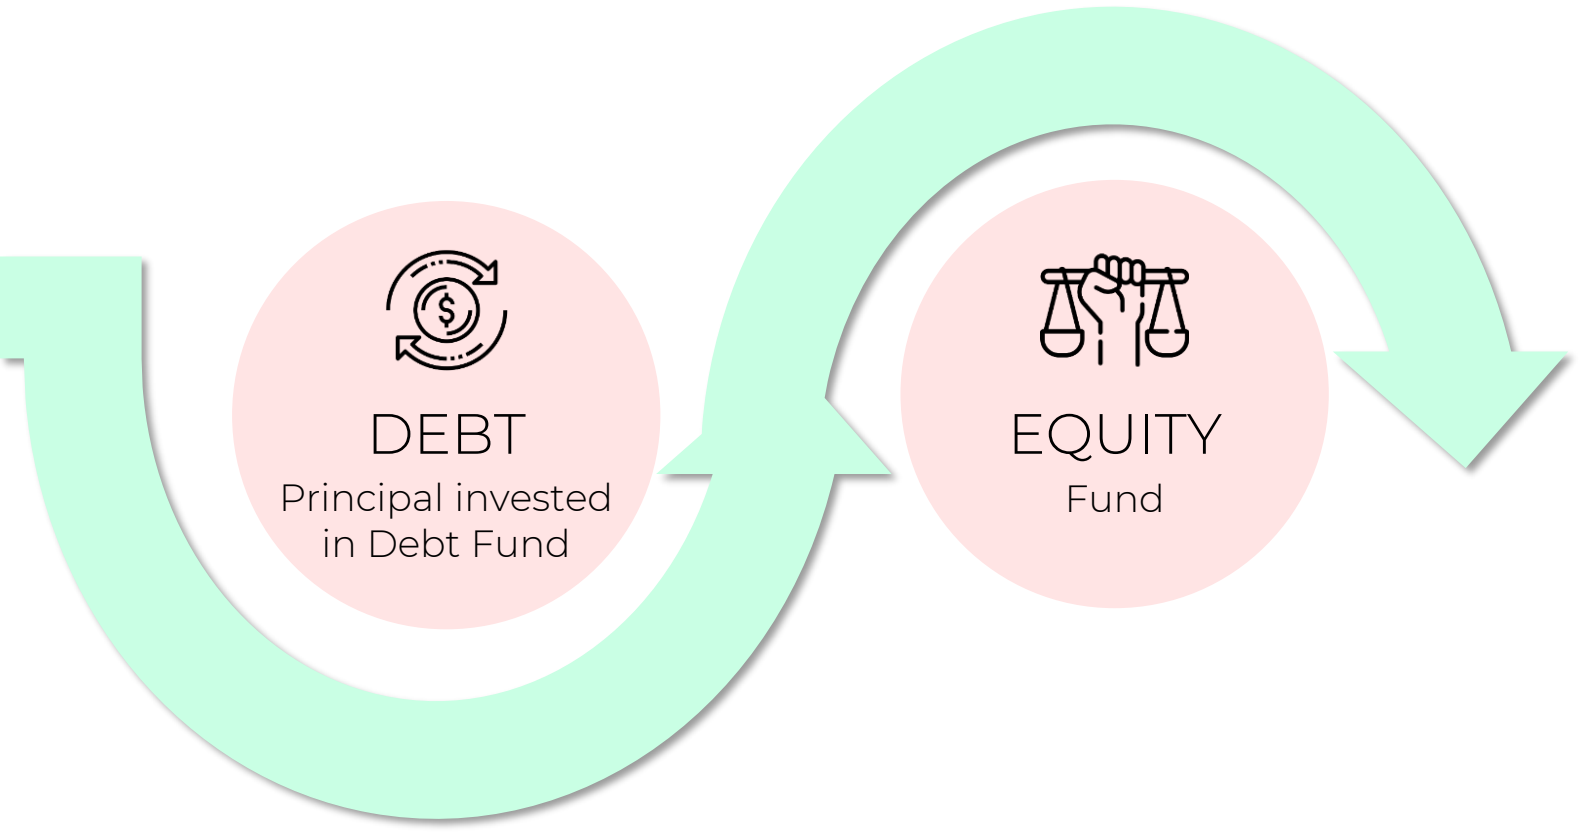 DEBT
Principal invested
in Debt Fund
EQUITY
Fund
$